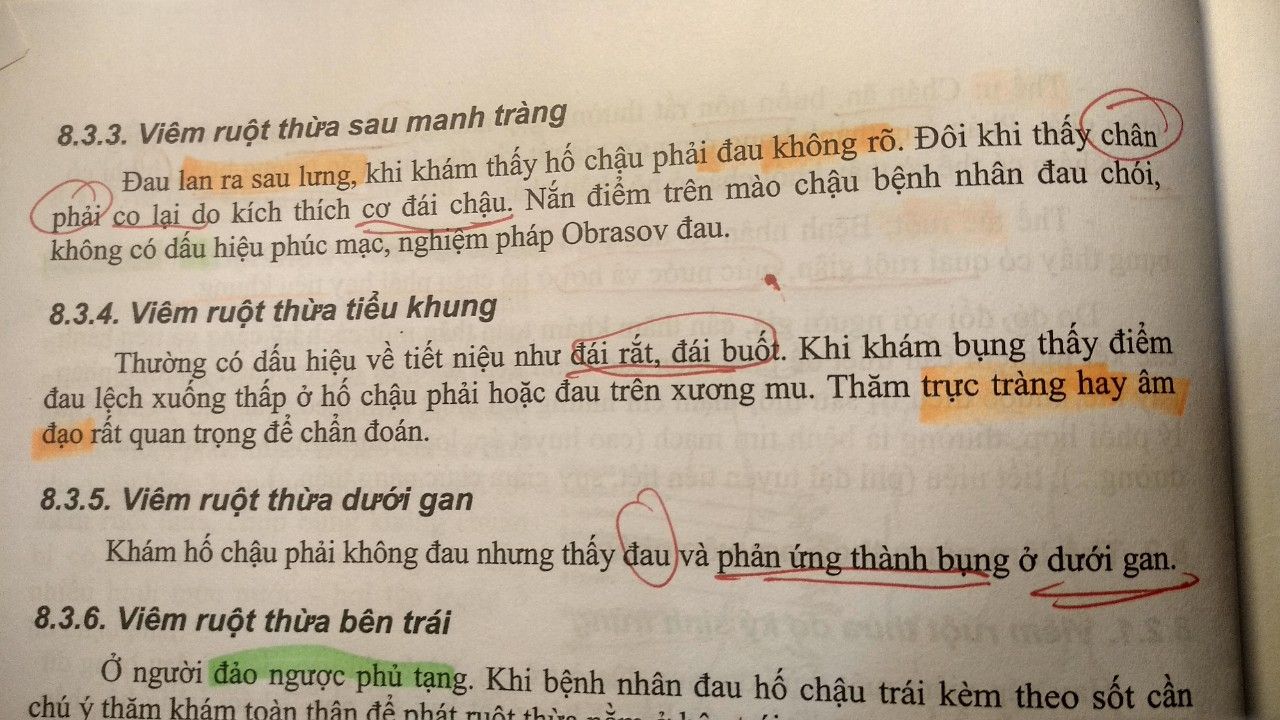 8.3.3. Viêm ruột thừa sau manh tràng
Đau lan ra sau lưng, khi khám thấy hố chậu phải đau không rõ. Đôi khi thấy chân
phải co lại do kích thích cơ đái chậu. Nắn điểm trên mào chậu bệnh nhân đau chói,
không có dấu hiệu phúc mạc, nghiệm pháp Obrasov đau.
8.3.4. Viêm ruột thừa tiểu khung
Thường có dấu hiệu về tiết niệu như đái rắt, đái buốt. Khi khám bụng thấy điểm
đau lệch xuống thấp ở hố chậu phải hoặc đau trên xương mu. Thăm trực tràng hay âm
đạo rất quan trọng để chẩn đoán.
8.3.5. Viêm ruột thừa dưới gan
Khám hố chậu phải không đau nhưng thấy đau và phản ứng thành bụng ở dưới gan.
8.3.6. Viêm ruột thừa bên trái
Ở người đảo ngược phủ tạng. Khi bệnh nhân đau hố chậu trái kèm theo sốt cần
chú ý thăm khám toàn thân để phát ruột thừa nằm ở bên trái